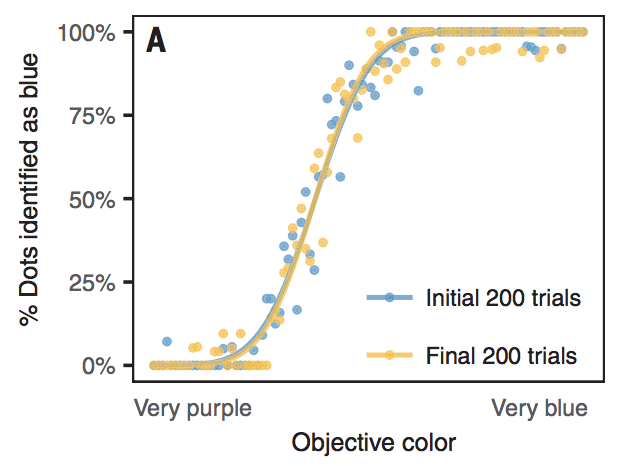 A
% Dots identified as blue
100%
75%
50%
25%
0%
Initial 200 trials
Final 200 trials
Very purple
Very blue
Objective color